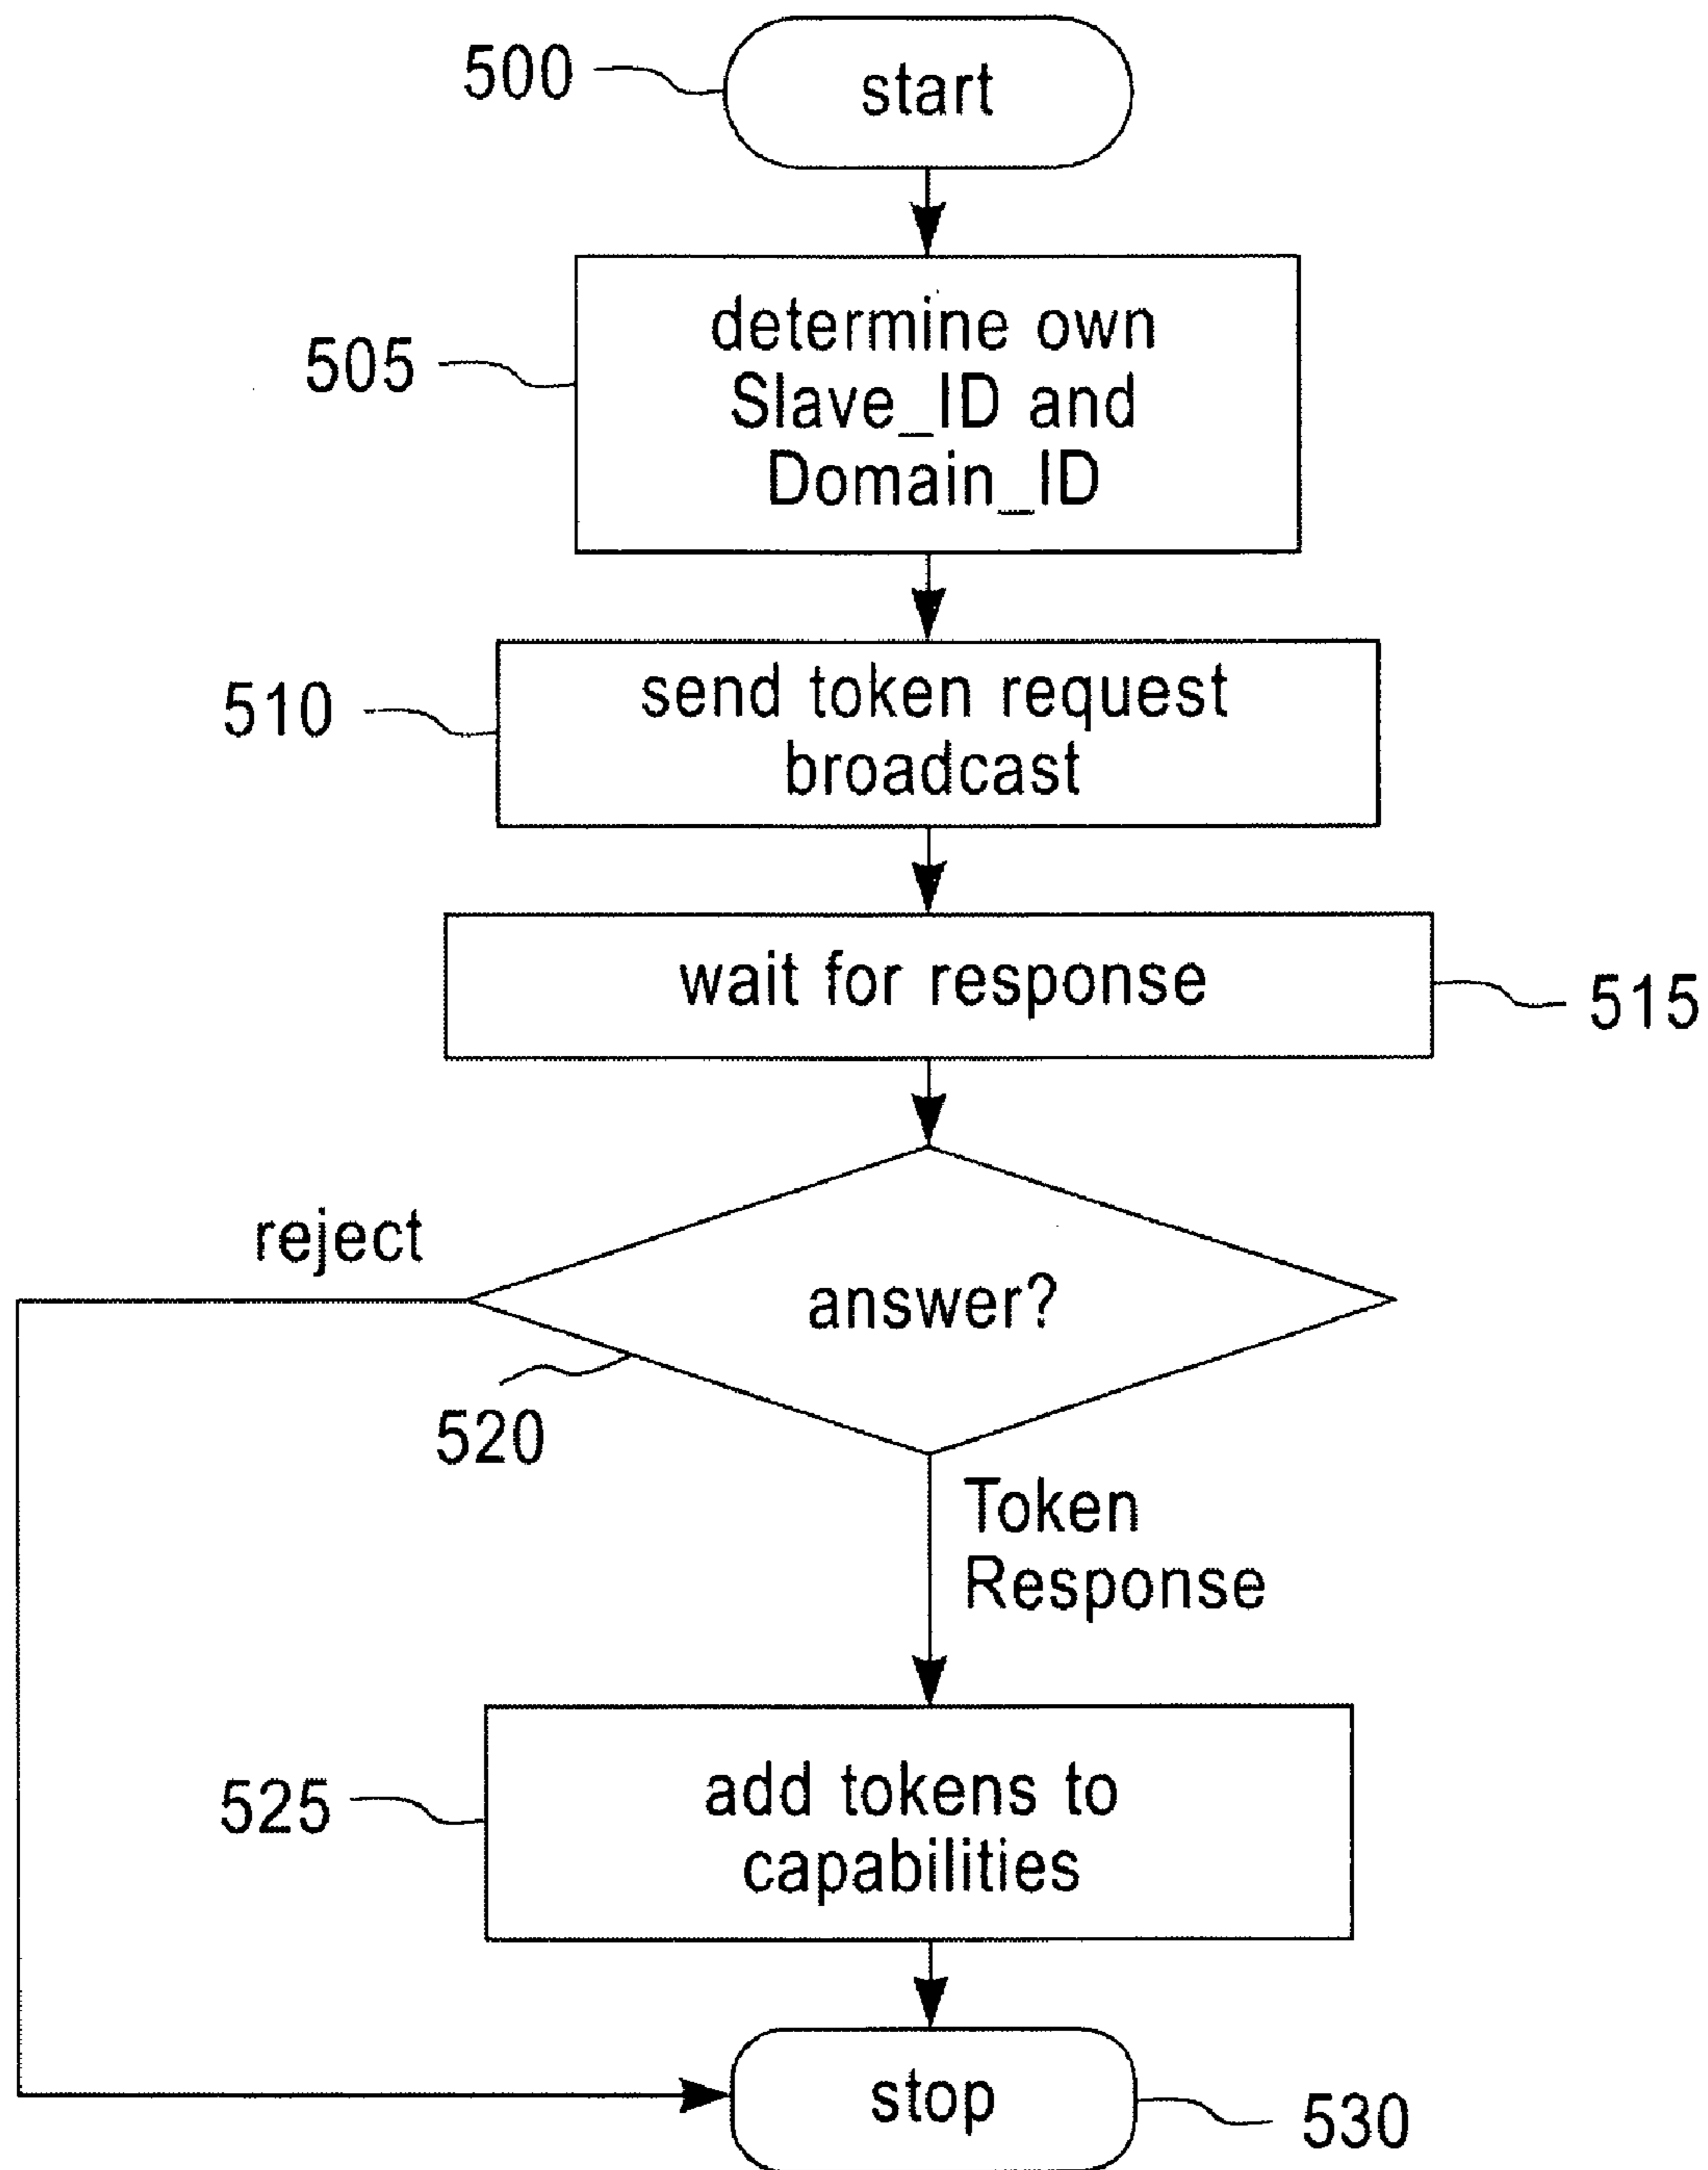 500
start
505
determine own
Slave_ID and
Domain_ID
510
send token request
broadcast
wait for response
515
reject
answer?
520
Token
Response
525
add tokens to
capabilities
stop
530